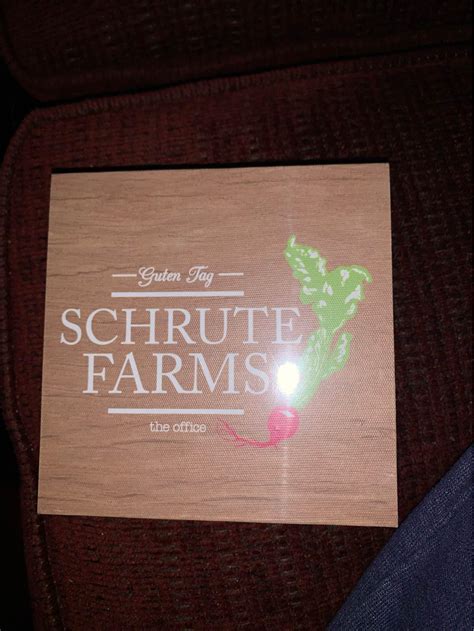 Guten Tag
SCHRUTE
FARMS
the office